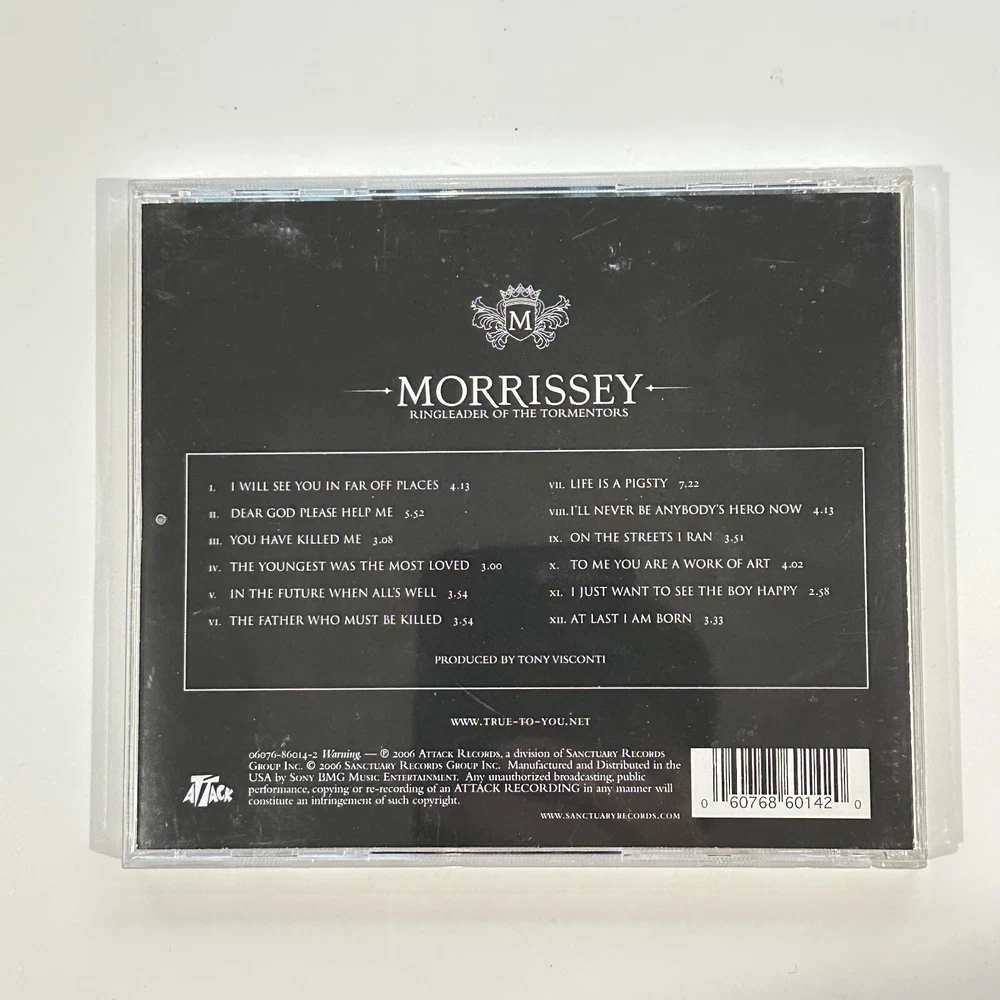 M
MORRISSEY
RINGLEADER OF THE TORMENTORS
I. I WILL SEE YOU IN FAR OFF PLACES 4.13
II. DEAR GOD PLEASE HELP ME 5.52
III. YOU HAVE KILLED ME 3.08
IV. THE YOUNGEST WAS THE MOST LOVED 3.00
V. IN THE FUTURE WHEN ALL'S WELL 3.54
VI. THE FATHER WHO MUST BE KILLED 3.54
VII. LIFE IS A PIGSTY 7.22
VIII. I'LL NEVER BE ANYBODY'S HERO NOW 4.13
IX. ON THE STREETS I RAN 3.51
X. TO ME YOU ARE A WORK OF ART 4.02
XI. I JUST WANT TO SEE THE BOY HAPPY 2.58
XII. AT LAST I AM BORN 3.33
PRODUCED BY TONY VISCONTI
WWW.TRUE-TO-YOU.NET
06076-86014-2 Warning. — ℗ 2006 ATTACK RECORDS, a division of SANCTUARY RECORDS
GROUP INC. © 2006 SANCTUARY RECORDS GROUP INC. Manufactured and Distributed in the
USA by SONY BMG MUSIC ENTERTAINMENT. Any unauthorized broadcasting, public
performance, copying or re-recording of an ATTACK RECORDING in any manner will
constitute an infringement of such copyright.
WWW.SANCTUARYRECORDS.COM
ATTACK
0 60768 60142 0